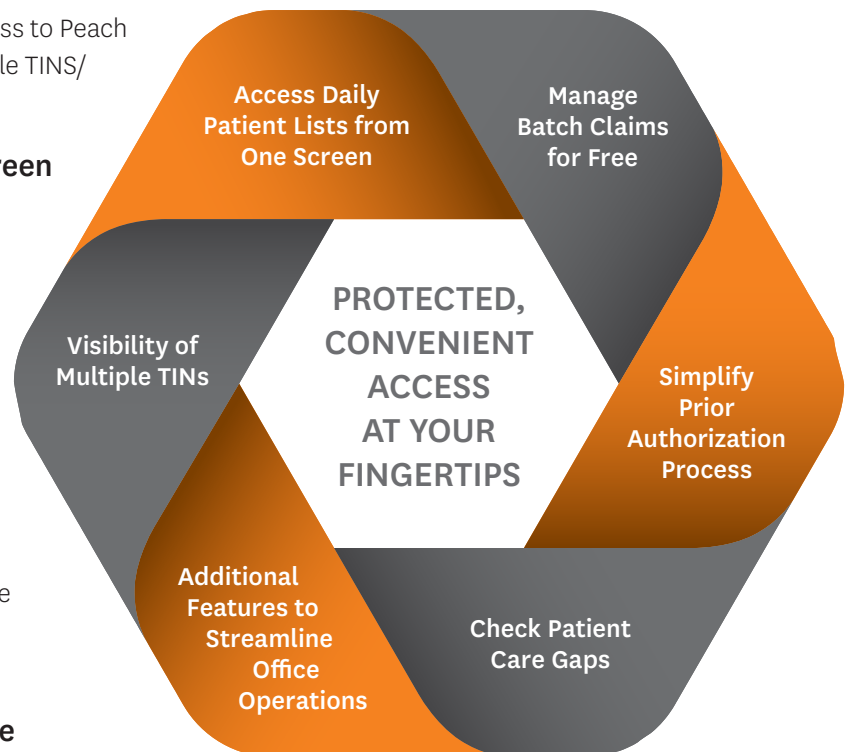 ss to Peach
le TINS/
reen
Access Daily
Patient Lists from
One Screen
Manage
Batch Claims
for Free
Simplify
Prior
Authorization
Process
Check Patient
Care Gaps
Additional
Features to
Streamline
Office
Operations
Visibility of
Multiple TINs
PROTECTED,
CONVENIENT
ACCESS
AT YOUR
FINGERTIPS
e
e